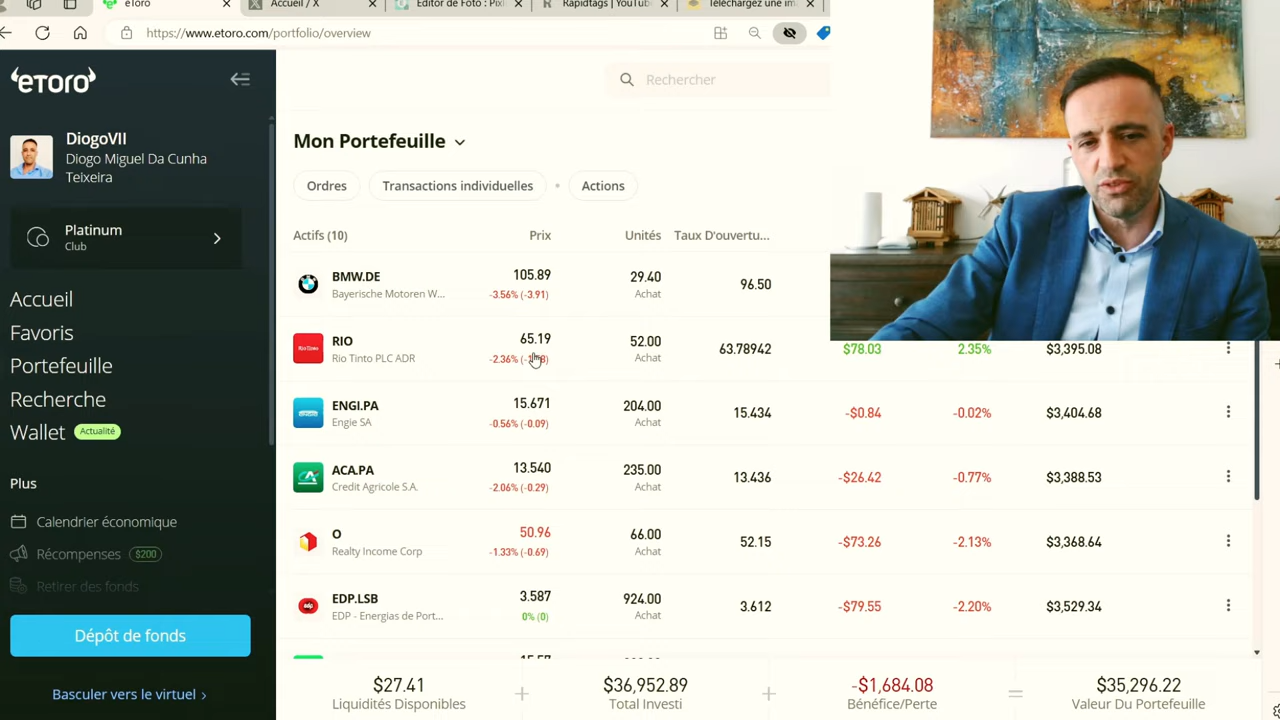 eToro
Accueil / X
Editor de Foto : Pixl
Rapidtags | YouTube
Téléchargez une im
https://www.etoro.com/portfolio/overview
eToro
Rechercher
DiogoVII
Diogo Miguel Da Cunha
Teixeira
Platinum
Club
Accueil
Favoris
Portefeuille
Recherche
Wallet Actualité
Plus
Calendrier économique
Récompenses $200
Retirer des fonds
Dépôt de fonds
Basculer vers le virtuel >
Mon Portefeuille
Ordres Transactions individuelles • Actions
Actifs (10) Prix Unités Taux D'ouvertu...
BMW.DE 105.89 29.40 96.50
Bayerische Motoren W... -3.56% (-3.91) Achat
RIO 65.19 52.00 63.78942 $78.03 2.35% $3,395.08
Rio Tinto PLC ADR -2.36% Achat
ENGI.PA 15.671 204.00 15.434 -$0.84 -0.02% $3,404.68
Engie SA -0.56% (-0.09) Achat
ACA.PA 13.540 235.00 13.436 -$26.42 -0.77% $3,388.53
Credit Agricole S.A. -2.06% (-0.29) Achat
O 50.96 66.00 52.15 -$73.26 -2.13% $3,368.64
Realty Income Corp -1.33% (-0.69) Achat
EDP.LSB 3.587 924.00 3.612 -$79.55 -2.20% $3,529.34
EDP - Energias de Port... 0% (0) Achat
$27.41 + $36,952.89 + -$1,684.08 = $35,296.22
Liquidités Disponibles Total Investi Bénéfice/Perte Valeur Du Portefeuille